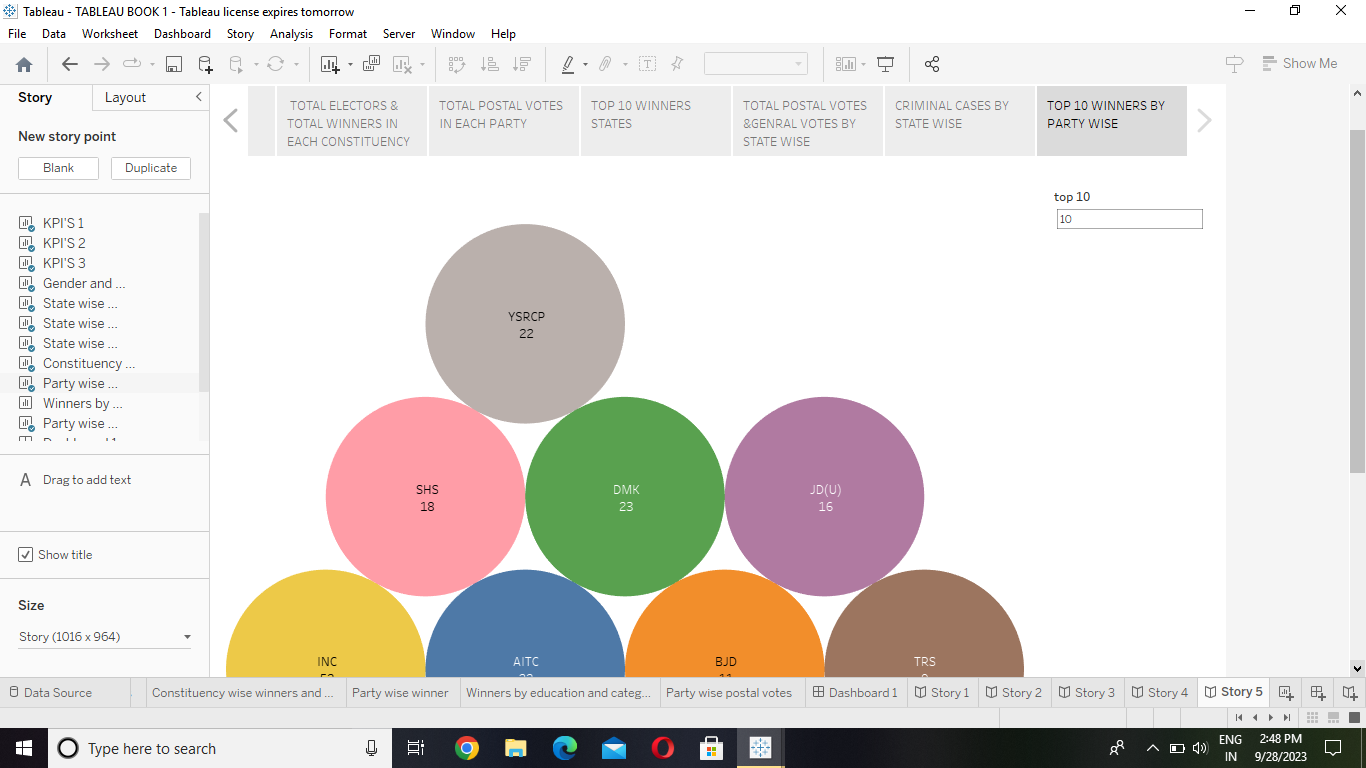 Tableau - TABLEAU BOOK 1 - Tableau license expires tomorrow
File Data Worksheet Dashboard Story Analysis Format Server Window Help
Show Me
Story Layout
New story point
Blank Duplicate
KPI'S 1
KPI'S 2
KPI'S 3
Gender and ...
State wise ...
State wise ...
State wise ...
Constituency ...
Party wise ...
Winners by ...
Party wise ...
A Drag to add text
Show title
Size
Story (1016 x 964)
TOTAL ELECTORS &
TOTAL WINNERS IN
EACH CONSTITUENCY
TOTAL POSTAL VOTES
IN EACH PARTY
TOP 10 WINNERS
STATES
TOTAL POSTAL VOTES
&GENRAL VOTES BY
STATE WISE
CRIMINAL CASES BY
STATE WISE
TOP 10 WINNERS BY
PARTY WISE
top 10
10
YSRCP
22
SHS
18
DMK
23
JD(U)
16
INC
AITC
BJD
TRS
Data Source Constituency wise winners and ... Party wise winner Winners by education and categ... Party wise postal votes Dashboard 1 Story 1 Story 2 Story 3 Story 4 Story 5
Type here to search
ENG
IN
2:48 PM
9/28/2023